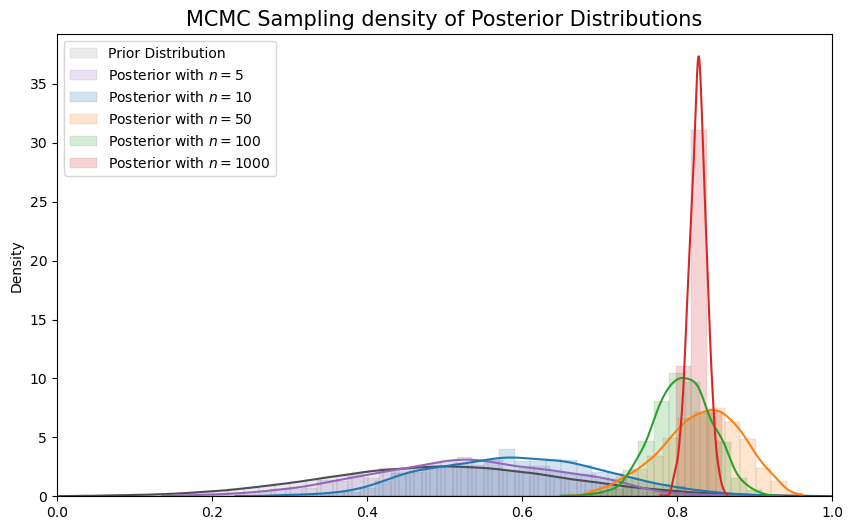 MCMC Sampling density of Posterior Distributions
Prior Distribution
Posterior with n = 5
Posterior with n = 10
Posterior with n = 50
Posterior with n = 100
Posterior with n = 1000
Density
35
30
25
20
15
10
5
0
0.0 0.2 0.4 0.6 0.8 1.0